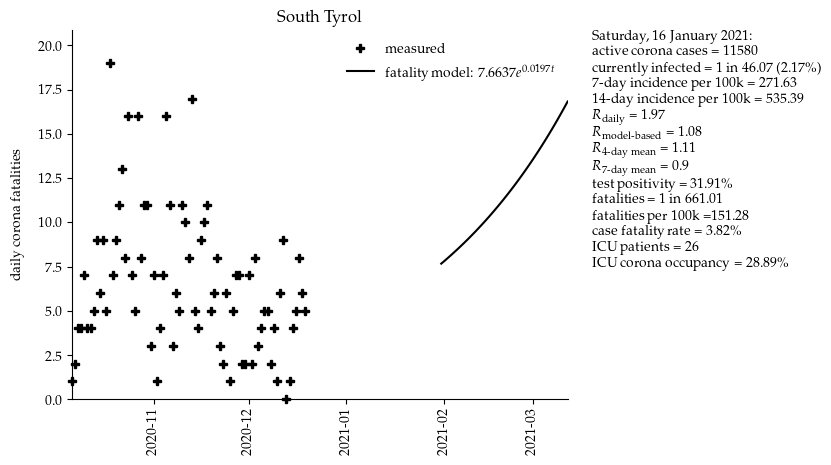 South Tyrol
measured
fatality model: 7.6637e^0.0197t
daily corona fatalities
20.0
17.5
15.0
12.5
10.0
7.5
5.0
2.5
0.0
2020-11
2020-12
2021-01
2021-02
2021-03
Saturday, 16 January 2021:
active corona cases = 11580
currently infected = 1 in 46.07 (2.17%)
7-day incidence per 100k = 271.63
14-day incidence per 100k = 535.39
R_daily = 1.97
R_model-based = 1.08
R_4-day mean = 1.11
R_7-day mean = 0.9
test positivity = 31.91%
fatalities = 1 in 661.01
fatalities per 100k =151.28
case fatality rate = 3.82%
ICU patients = 26
ICU corona occupancy = 28.89%